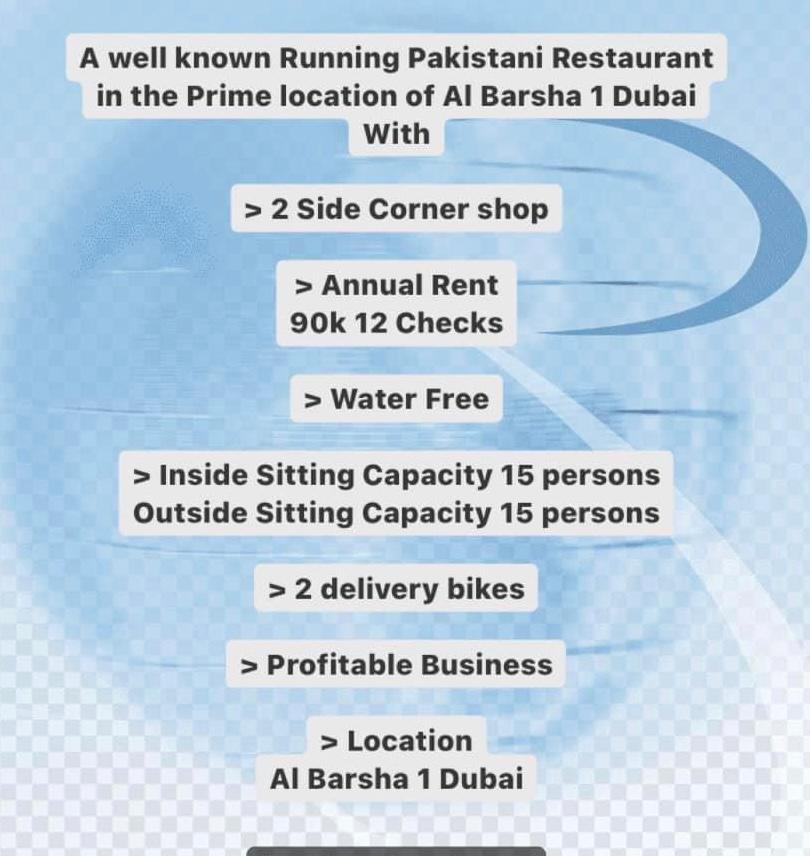 A well known Running Pakistani Restaurant
in the Prime location of Al Barsha 1 Dubai
With
> 2 Side Corner shop
> Annual Rent
90k 12 Checks
> Water Free
> Inside Sitting Capacity 15 persons
Outside Sitting Capacity 15 persons
> 2 delivery bikes
> Profitable Business
> Location
Al Barsha 1 Dubai